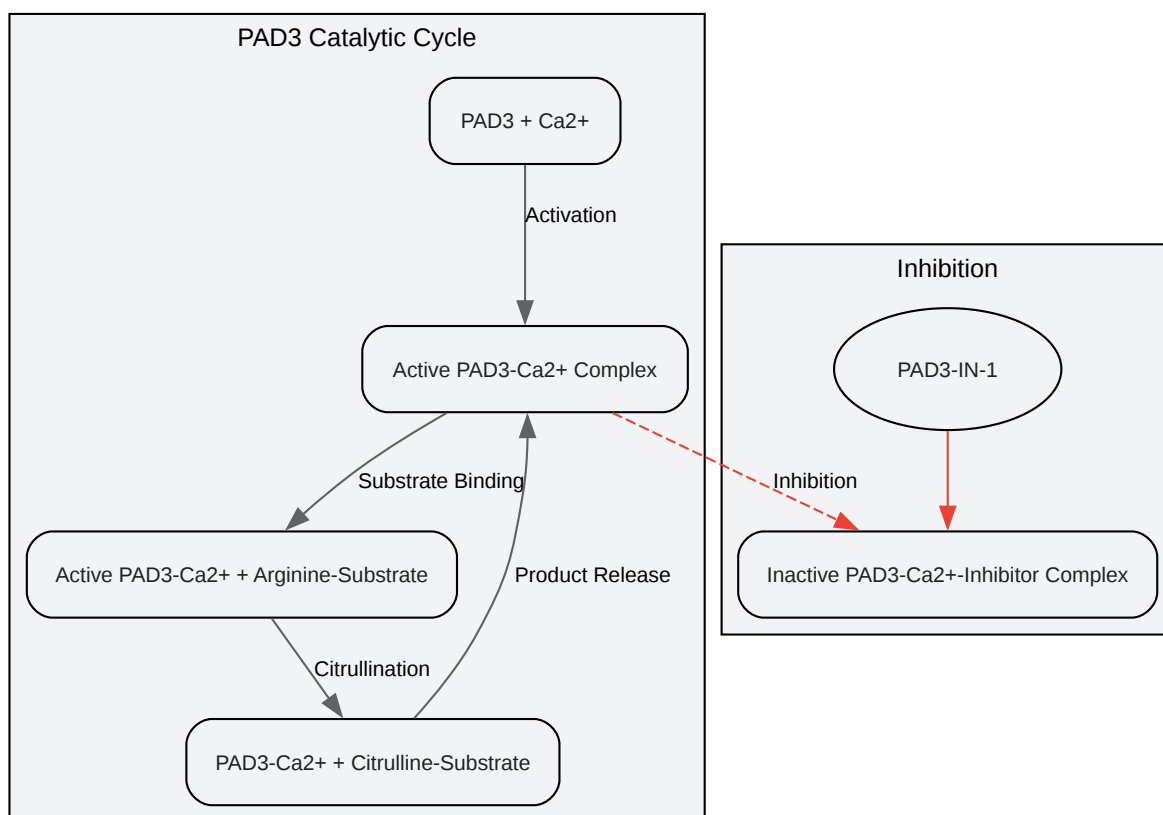 PAD3 Catalytic Cycle
PAD3 + Ca2+
Activation
Active PAD3-Ca2+ Complex
Substrate Binding
Active PAD3-Ca2+ + Arginine-Substrate
Product Release
Citrullination
PAD3-Ca2+ + Citrulline-Substrate
Inhibition
PAD3-IN-1
Inhibition
Inactive PAD3-Ca2+-Inhibitor Complex